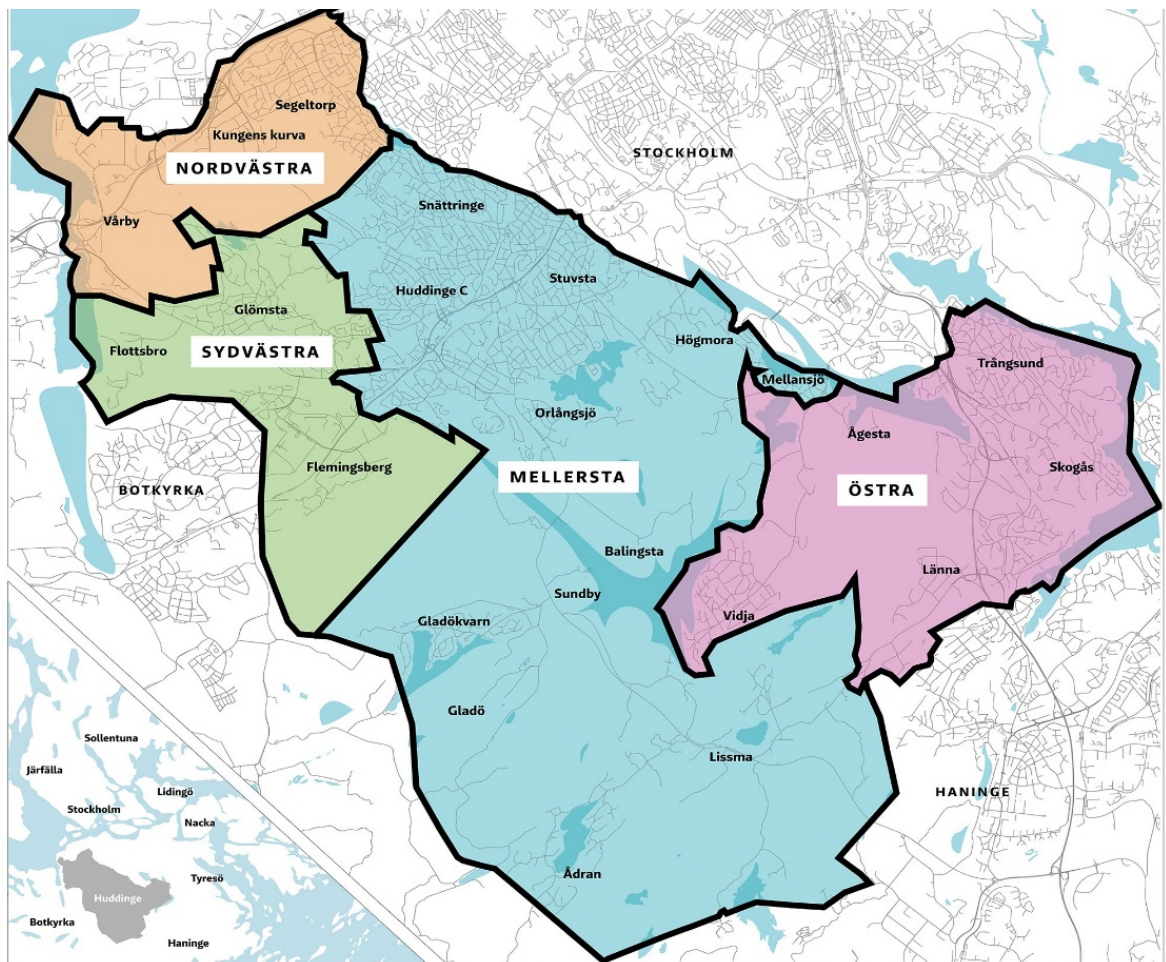 Segeltorp
Kungens kurva
NORDVÄSTRA
STOCKHOLM
Vårby
Snättringe
Huddinge C
Stuvsta
Glömsta
Flottsbro
SYDVÄSTRA
Högmora
Mellansjö
Trångsund
Orlångsjö
Ågesta
Flemingsberg
MELLERSTA
ÖSTRA
Skogås
BOTKYRKA
Balingsta
Länna
Sundby
Vidja
Gladökvarn
Gladö
Lissma
HANINGE
Ådran
Sollentuna
Järfälla
Lidingö
Stockholm
Nacka
Tyresö
Huddinge
Botkyrka
Haninge